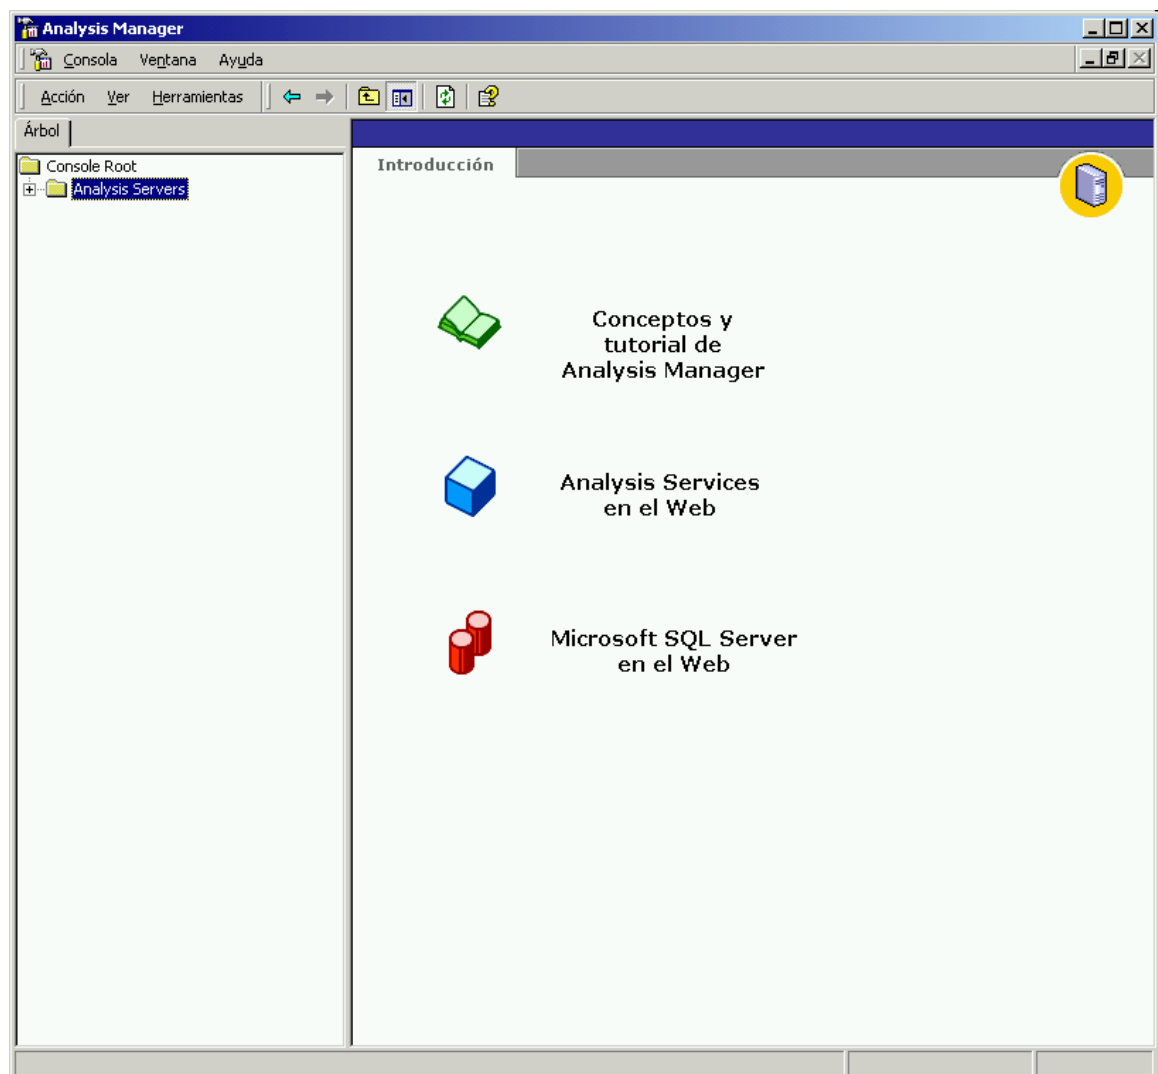 Analysis Manager
Consola Ventana Ayuda
Acción Ver Herramientas
Árbol
Console Root
Analysis Servers
Introducción
Conceptos y
tutorial de
Analysis Manager
Analysis Services
en el Web
Microsoft SQL Server
en el Web